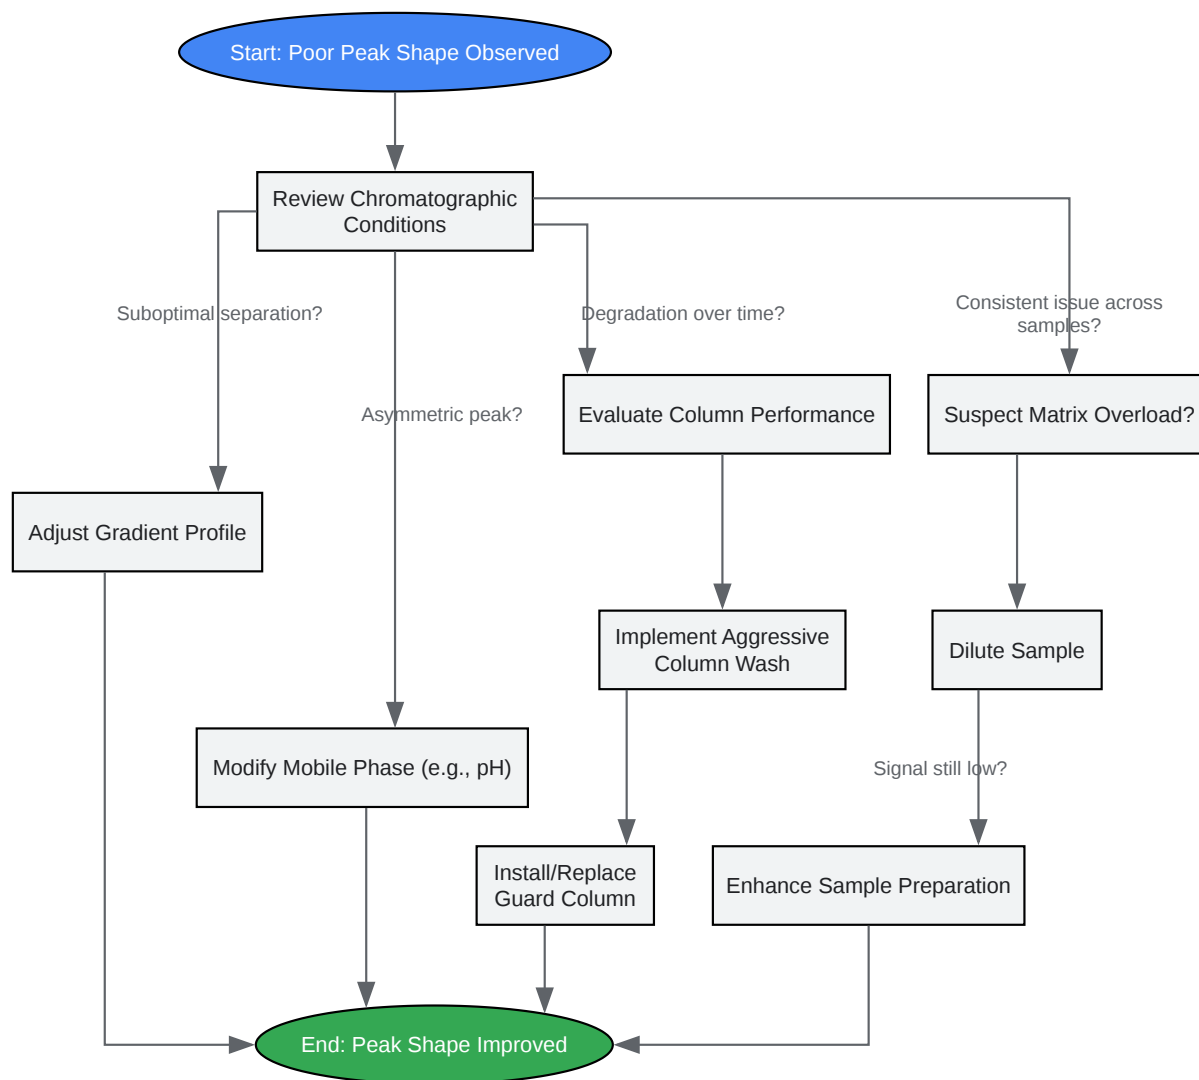 Start: Poor Peak Shape Observed
Review Chromatographic
Conditions
Suboptimal separation?
Degradation over time?
Consistent issue across
samples?
Asymmetric peak?
Evaluate Column Performance
Suspect Matrix Overload?
Adjust Gradient Profile
Implement Aggressive
Column Wash
Dilute Sample
Modify Mobile Phase (e.g., pH)
Signal still low?
Install/Replace
Guard Column
Enhance Sample Preparation
End: Peak Shape Improved